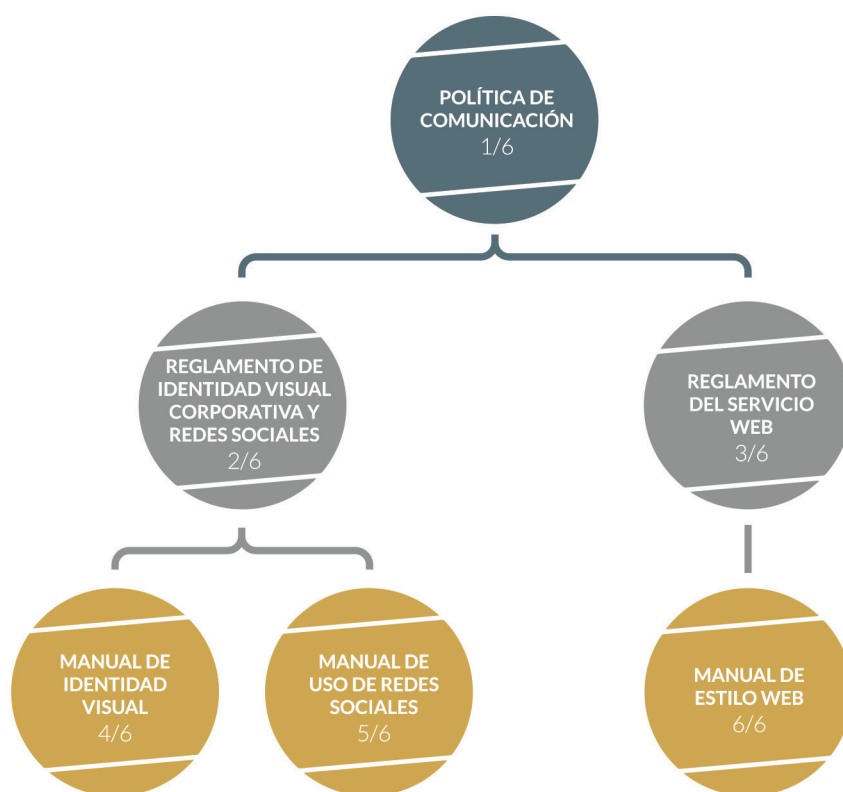 POLÍTICA DE
COMUNICACIÓN
1/6
REGLAMENTO DE
IDENTIDAD VISUAL
CORPORATIVA Y
REDES SOCIALES
2/6
REGLAMENTO
DEL SERVICIO
WEB
3/6
MANUAL DE
IDENTIDAD
VISUAL
4/6
MANUAL DE
USO DE REDES
SOCIALES
5/6
MANUAL DE
ESTILO WEB
6/6